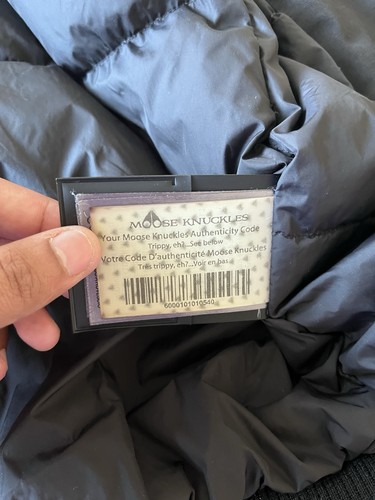 MOOSE KNUCKLES
Your Moose Knuckles Authenticity Code
Trippy, eh?...See below
Votre Code D'authenticité Moose Knuckles
Très trippy, eh?...Voir en bas
6000101010540